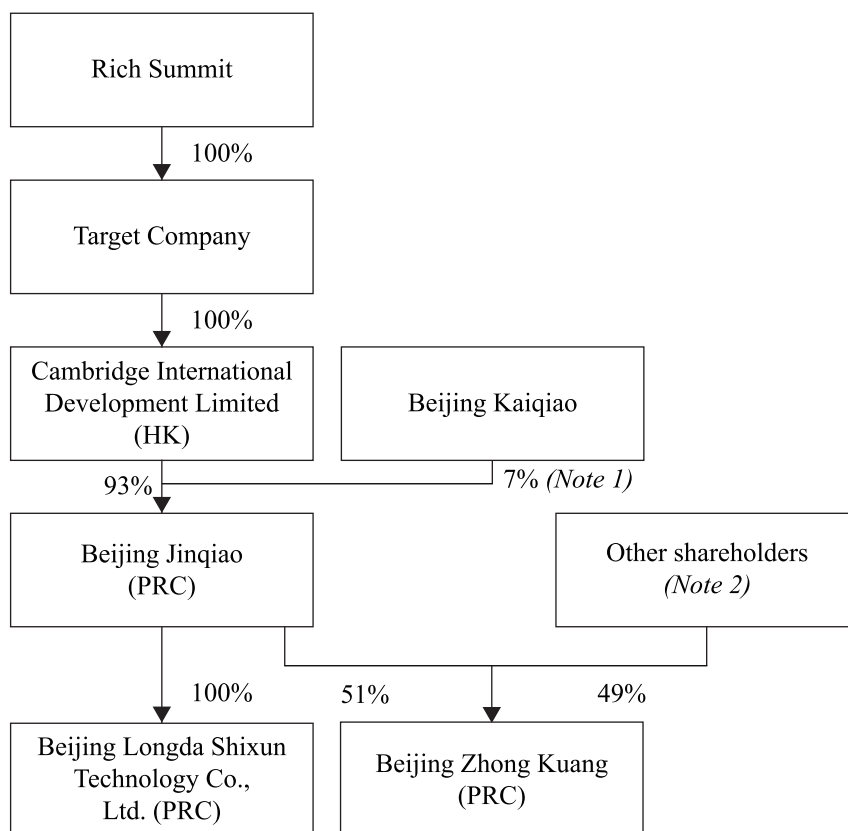 Rich Summit
100%
Target Company
100%
Cambridge International
Development Limited
(HK)
Beijing Kaiqiao
93%
7% (Note 1)
Beijing Jinqiao
(PRC)
Other shareholders
(Note 2)
100%
51%
49%
Beijing Longda Shixun
Technology Co.,
Ltd. (PRC)
Beijing Zhong Kuang
(PRC)